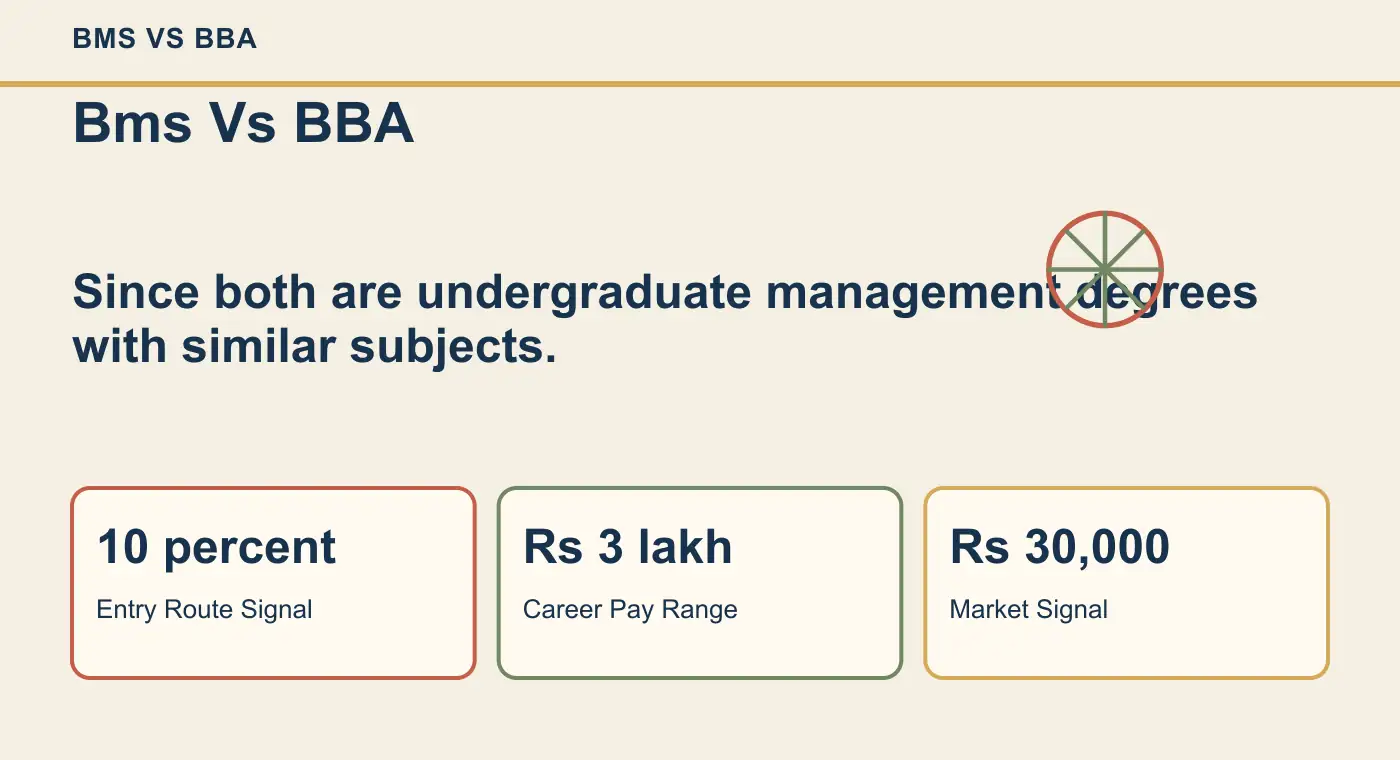 BMS VS BBA
Bms Vs BBA
Since both are undergraduate management degrees
with similar subjects.
10 percent
Entry Route Signal
Rs 3 lakh
Career Pay Range
Rs 30,000
Market Signal